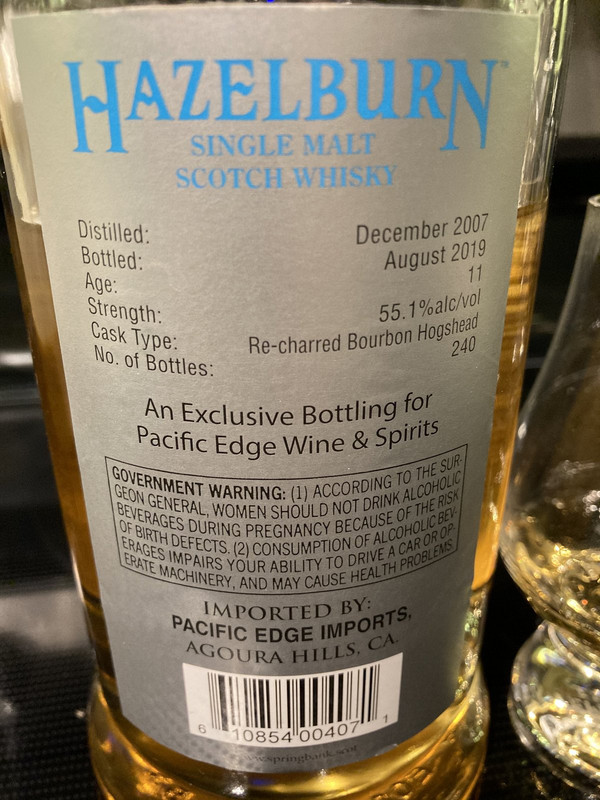 HAZELBURN™
SINGLE MALT
SCOTCH WHISKY
Distilled: December 2007
Bottled: August 2019
Age: 11
Strength: 55.1%alc/vol
Cask Type: Re-charred Bourbon Hogshead
No. of Bottles: 240
An Exclusive Bottling for
Pacific Edge Wine & Spirits
GOVERNMENT WARNING: (1) ACCORDING TO THE SUR-
GEON GENERAL, WOMEN SHOULD NOT DRINK ALCOHOLIC
BEVERAGES DURING PREGNANCY BECAUSE OF THE RISK
OF BIRTH DEFECTS. (2) CONSUMPTION OF ALCOHOLIC BEV-
ERAGES IMPAIRS YOUR ABILITY TO DRIVE A CAR OR OP-
ERATE MACHINERY, AND MAY CAUSE HEALTH PROBLEMS.
IMPORTED BY:
PACIFIC EDGE IMPORTS,
AGOURA HILLS, CA.
6 10854 00407 1
www.springbank.scot